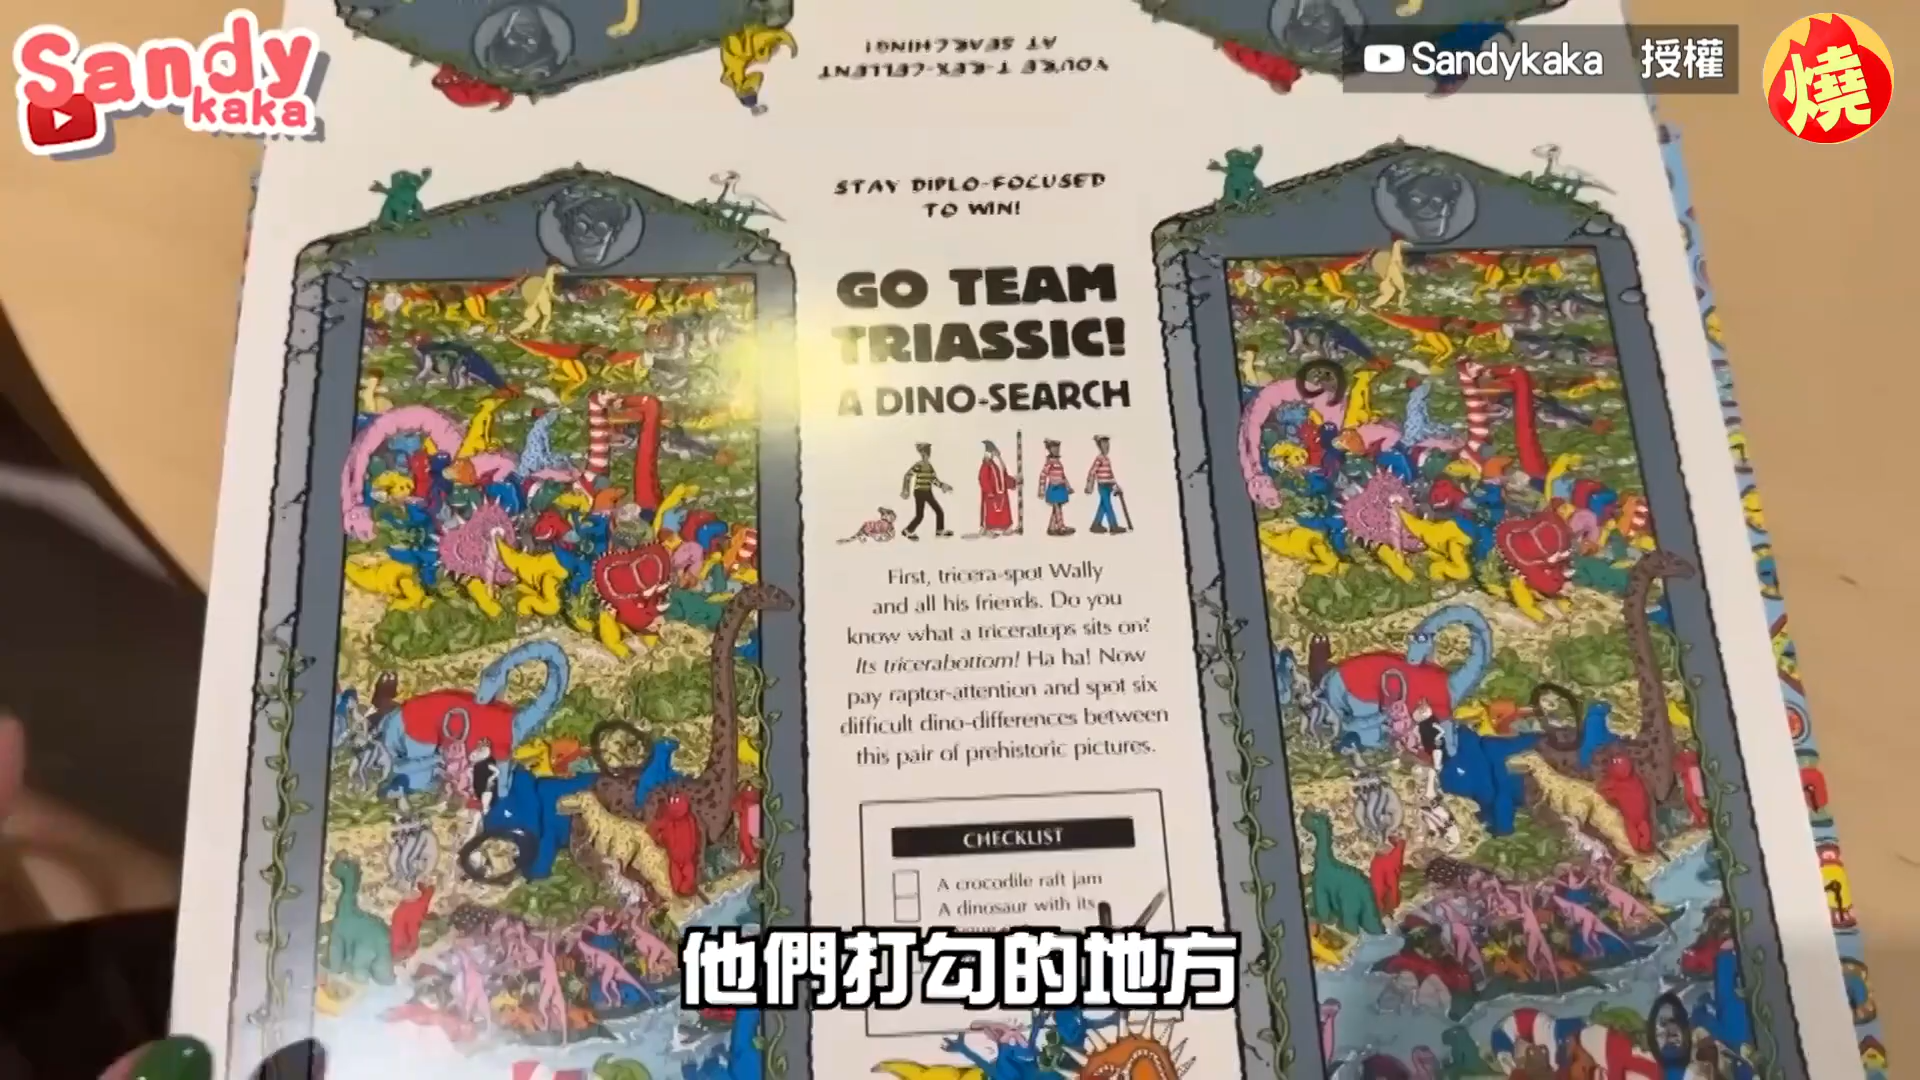 Sandy
kaka
Sandykaka 授權
燒
YOU'RE T-REX-CELLENT
AT SEARCHING!
STAY DIPLO-FOCUSED
TO WIN!
GO TEAM
TRIASSIC!
A DINO-SEARCH
First, tricera-spot Wally
and all his friends. Do you
know what a triceratops sits on?
Its tricerabottom! Ha ha! Now
pay raptor-attention and spot six
difficult dino-differences between
this pair of prehistoric pictures.
CHECKLIST
A crocodile raft jam
A dinosaur with its
他們打勾的地方